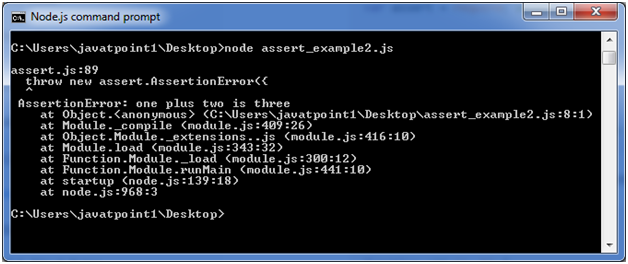 Node.js command prompt
C:\Users\javatpoint1\Desktop>node assert_example2.js
assert.js:89
throw new assert.AssertionError({
^
AssertionError: one plus two is three
at Object.<anonymous> (C:\Users\javatpoint1\Desktop\assert_example2.js:8:1)
at Module._compile (module.js:409:26)
at Object.Module._extensions..js (module.js:416:10)
at Module.load (module.js:343:32)
at Function.Module._load (module.js:300:12)
at Function.Module.runMain (module.js:441:10)
at startup (node.js:139:18)
at node.js:968:3
C:\Users\javatpoint1\Desktop>